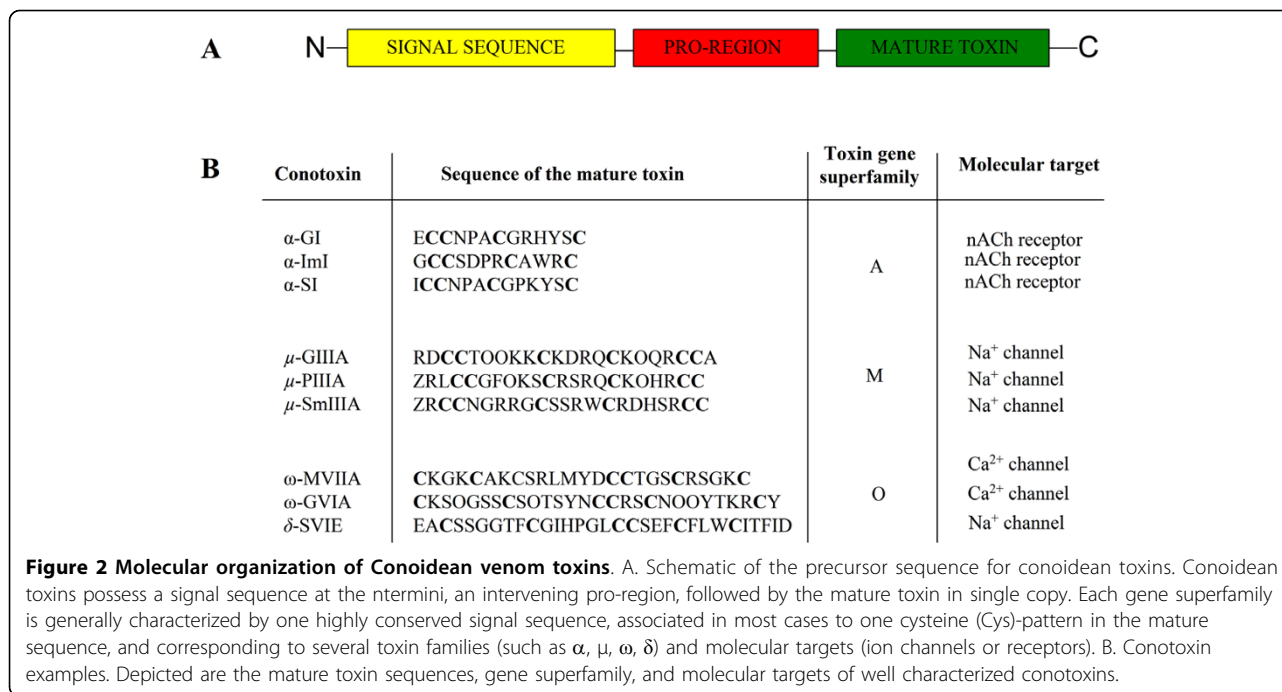 A N SIGNAL SEQUENCE PRO-REGION MATURE TOXIN C
B Conotoxin Sequence of the mature toxin Toxin gene superfamily Molecular target
α-GI ECCNPACGRHYSC nACh receptor
α-ImI GCCSDPRCAWRC A nACh receptor
α-SI ICCNPACGPKYSC nACh receptor
μ-GIIIA RDCCTOOKKCKDRQCKOQRCCA Na⁺ channel
μ-PIIIA ZRLCCGFOKSCRSRQCKOHRCC M Na⁺ channel
μ-SmIIIA ZRCCNGRRGCSSRWCRDHSRCC Na⁺ channel
ω-MVIIA CKGKCAKCSRLMYDCCTGSCRSGKC Ca²⁺ channel
ω-GVIA CKSOGSSCSOTSYNCCRSCNOOYTKRCY O Ca²⁺ channel
δ-SVIE EACSSGGTFCGIHPGLCCSEFCFLWCITFID Na⁺ channel
Figure 2 Molecular organization of Conoidean venom toxins. A. Schematic of the precursor sequence for conoidean toxins. Conoidean
toxins possess a signal sequence at the ntermini, an intervening pro-region, followed by the mature toxin in single copy. Each gene superfamily
is generally characterized by one highly conserved signal sequence, associated in most cases to one cysteine (Cys)-pattern in the mature
sequence, and corresponding to several toxin families (such as α, μ, ω, δ) and molecular targets (ion channels or receptors). B. Conotoxin
examples. Depicted are the mature toxin sequences, gene superfamily, and molecular targets of well characterized conotoxins.